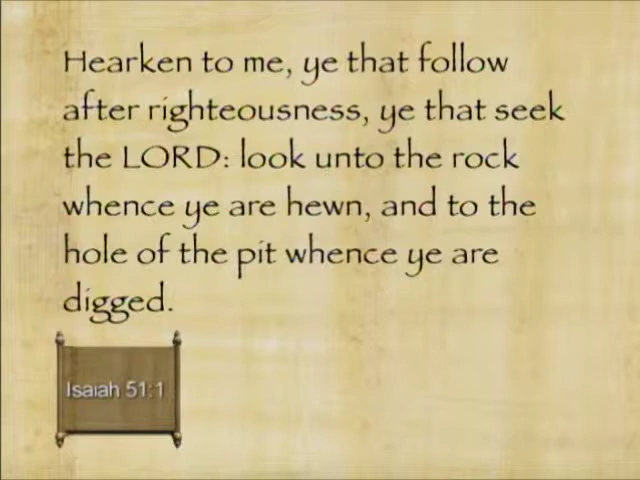 Hearken to me, ye that follow
after righteousness, ye that seek
the LORD: look unto the rock
whence ye are hewn, and to the
hole of the pit whence ye are
digged.
Isaiah 51:1